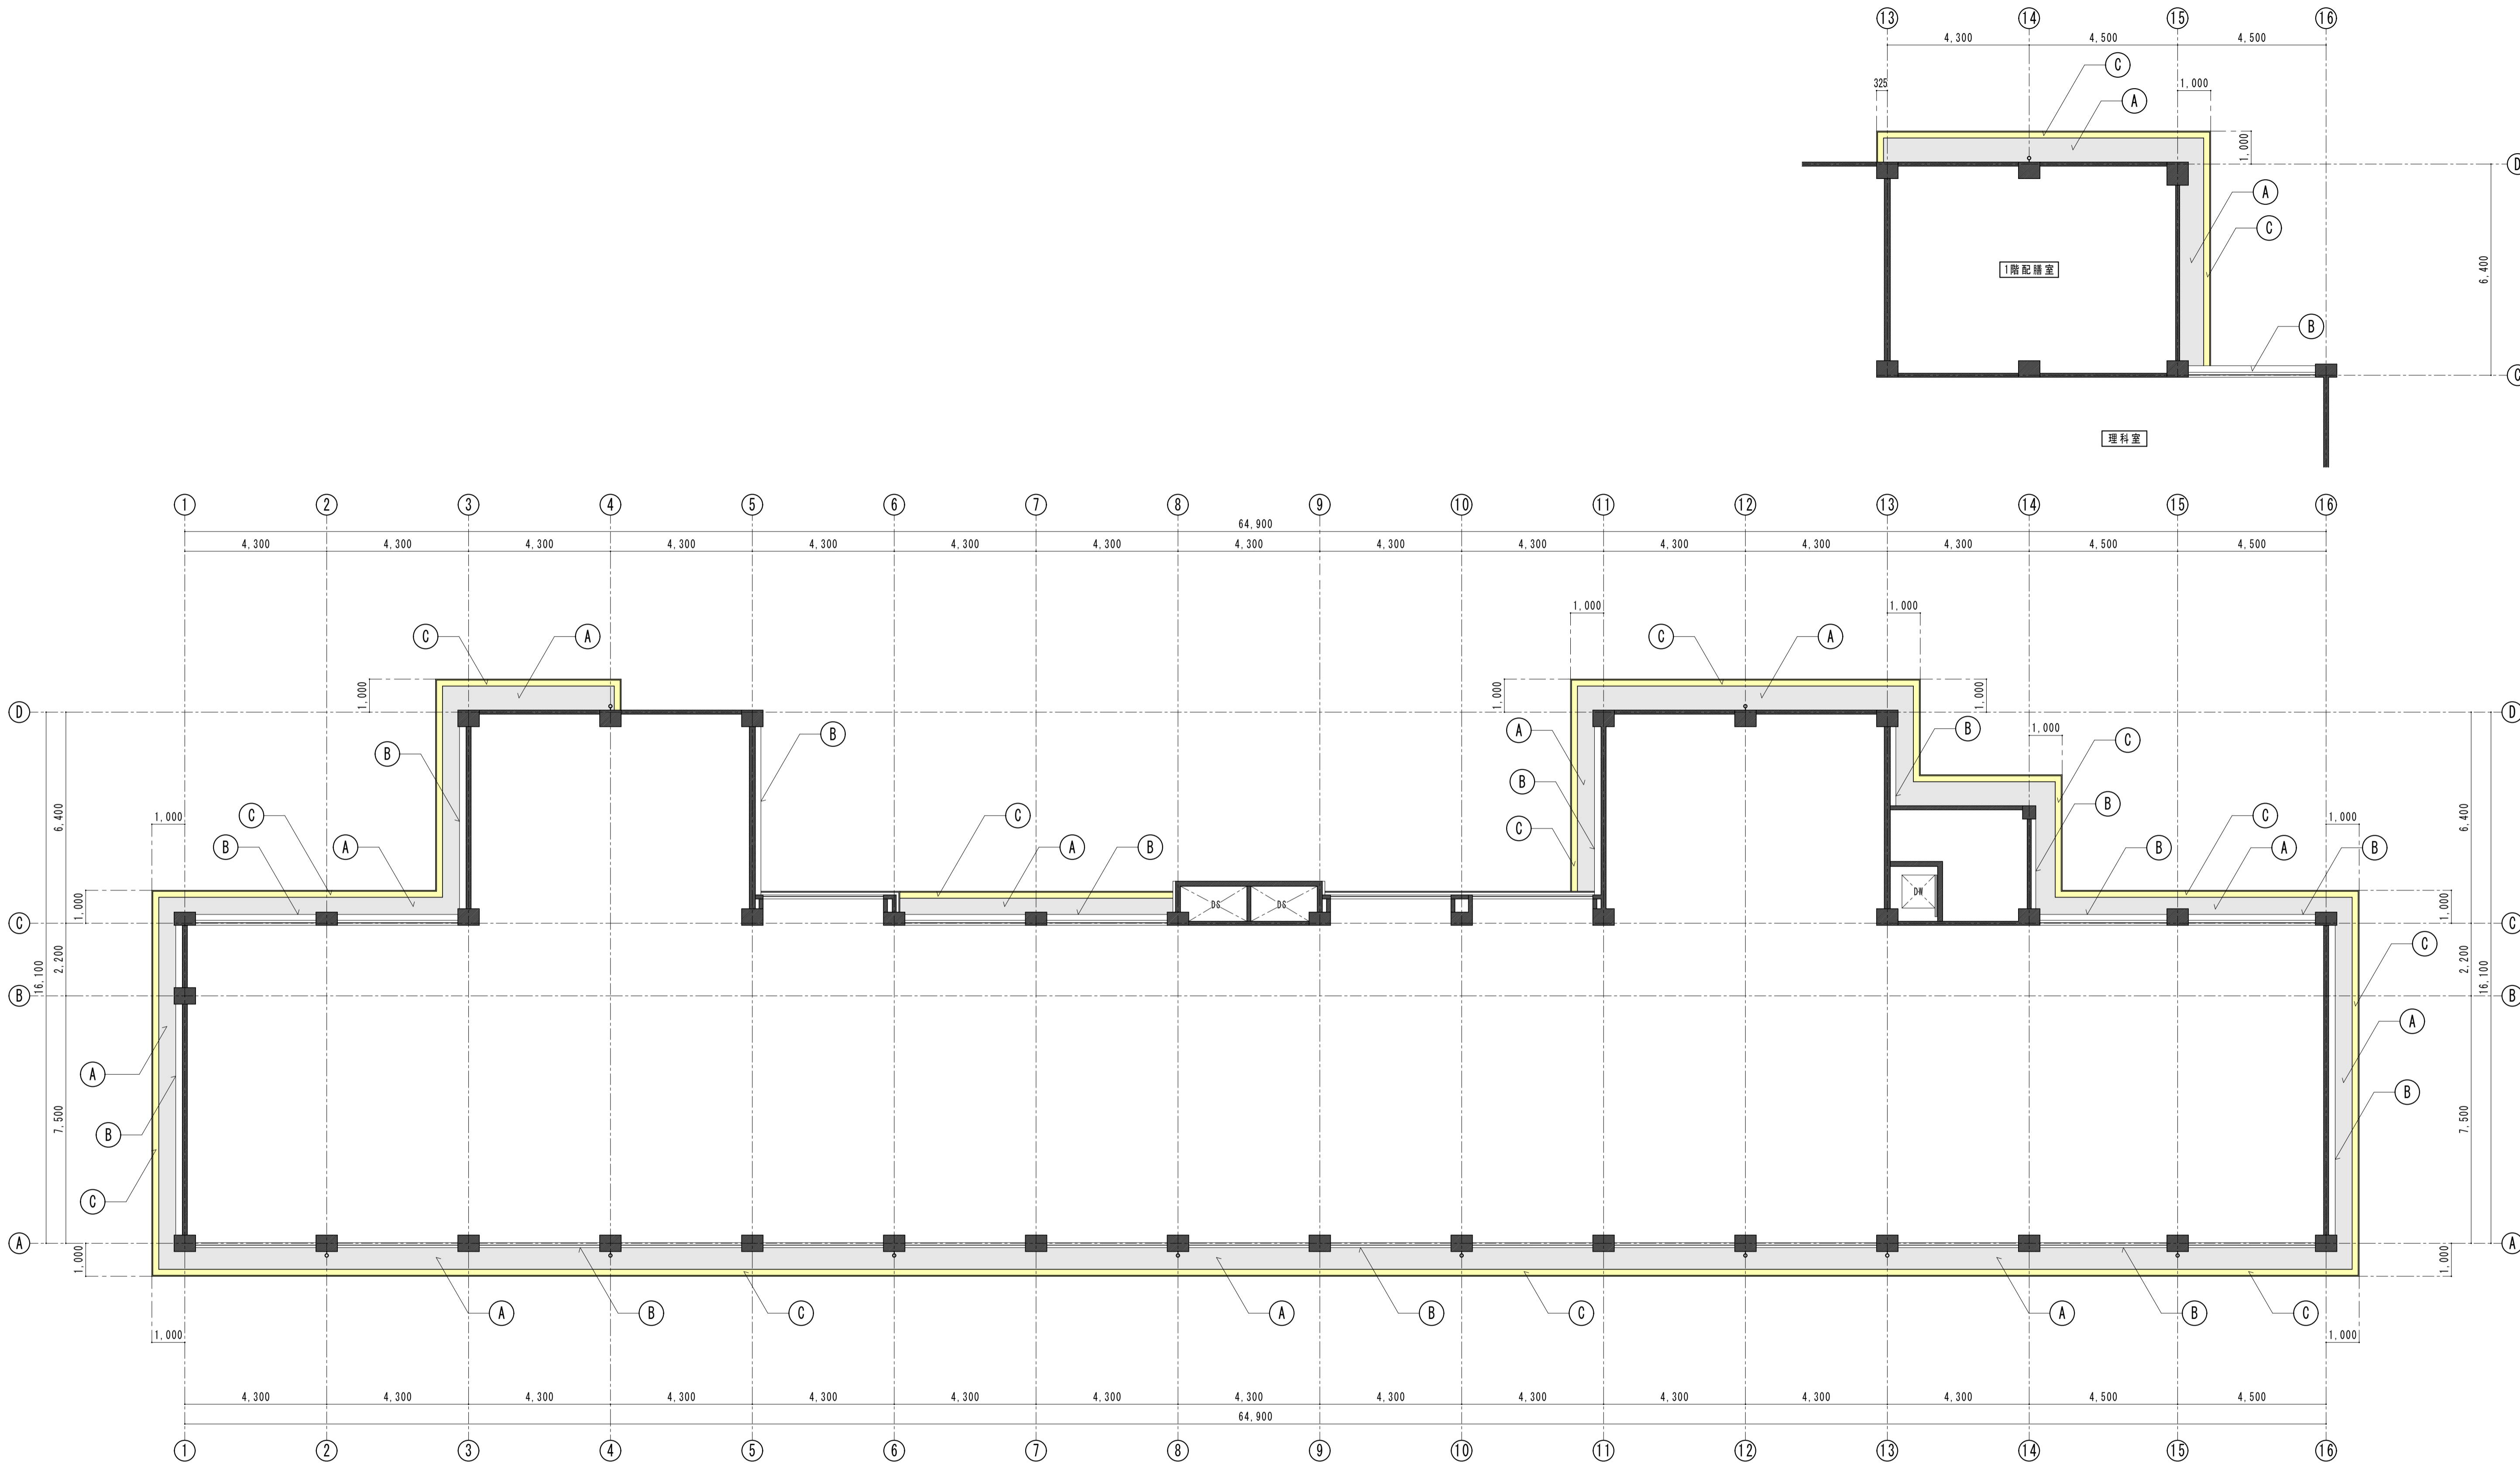 13 14 15 16
4,300 4,500 4,500
C
325 1,000
A
1,000
D
A
C
1階配膳室
6,400
B
C
理科室
1 2 3 4 5 6 7 8 9 10 11 12 13 14 15 16
64,900
4,300 4,300 4,300 4,300 4,300 4,300 4,300 4,300 4,300 4,300 4,300 4,300 4,300 4,500 4,500
1,000 1,000
C A C A
1,000 1,000 1,000
D D
A B
B B 1,000 C
B
6,400 6,400
1,000 C C C B C 1,000
B A A B B A B
DW
1,000 DS DS 1,000
C C
C
2,200 2,200
16,100 16,100
B B
A
A
B
7,500 7,500
B
C
A A
1,000 1,000
A B C A B C A B C
1,000 1,000
4,300 4,300 4,300 4,300 4,300 4,300 4,300 4,300 4,300 4,300 4,300 4,300 4,300 4,500 4,500
64,900
1 2 3 4 5 6 7 8 9 10 11 12 13 14 15 16